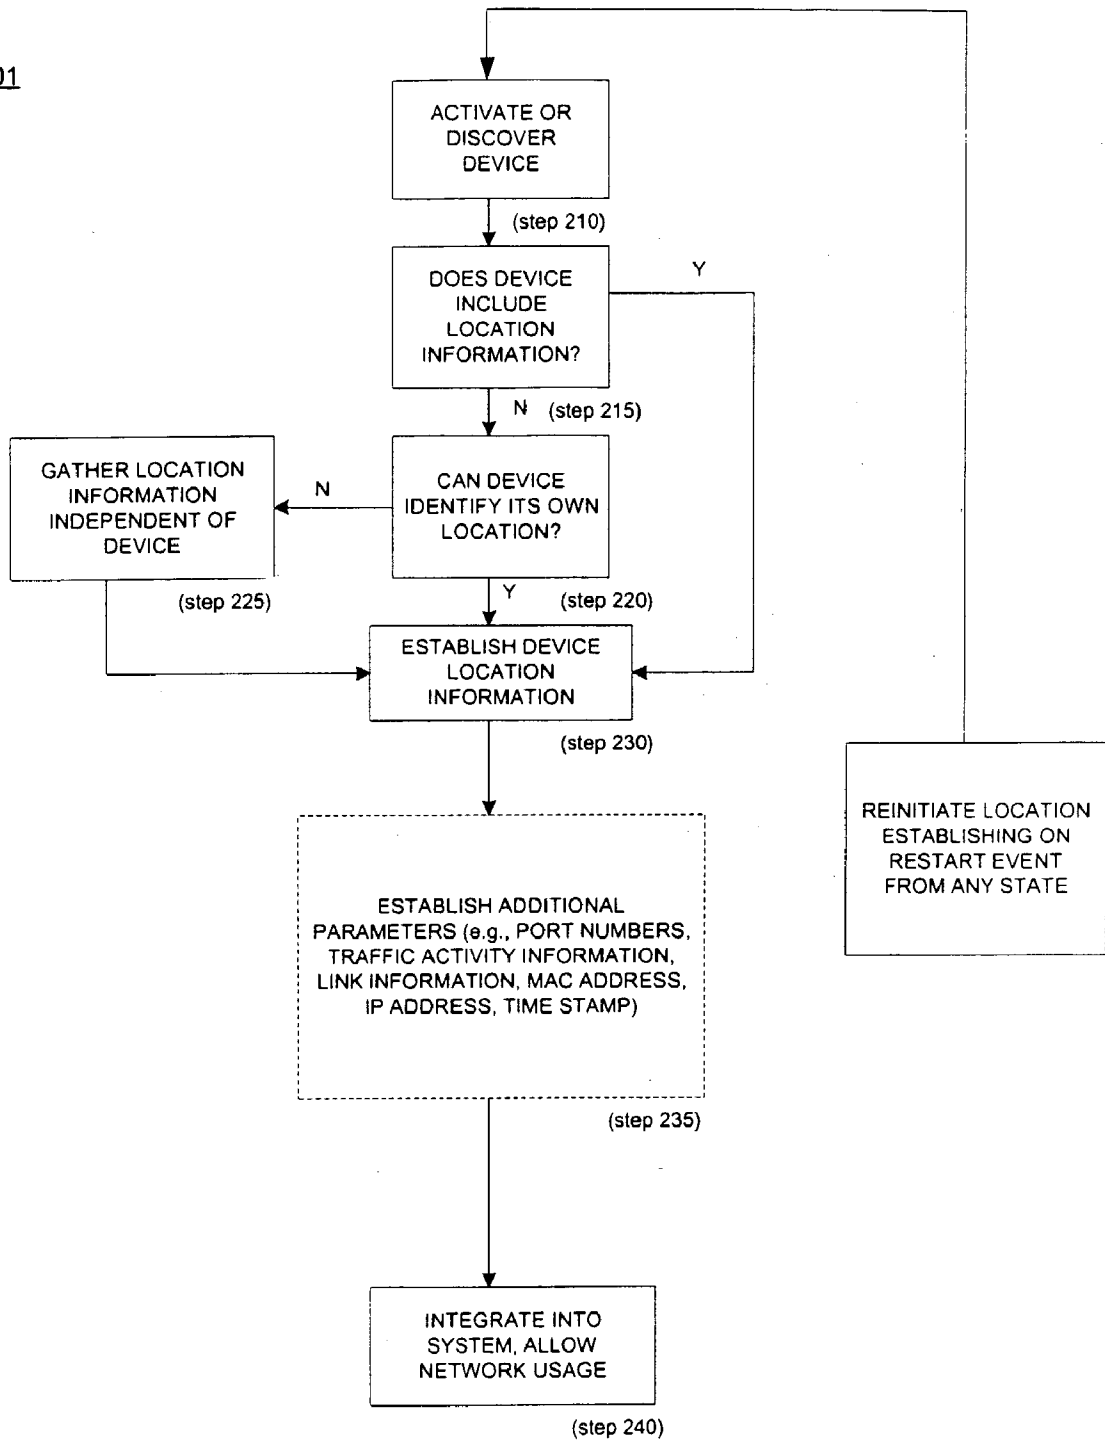 01
ACTIVATE OR
DISCOVER
DEVICE
(step 210)
DOES DEVICE
INCLUDE
LOCATION
INFORMATION?
Y
N
(step 215)
GATHER LOCATION
INFORMATION
INDEPENDENT OF
DEVICE
N
CAN DEVICE
IDENTIFY ITS OWN
LOCATION?
(step 225)
Y
(step 220)
ESTABLISH DEVICE
LOCATION
INFORMATION
(step 230)
REINITIATE LOCATION
ESTABLISHING ON
RESTART EVENT
FROM ANY STATE
ESTABLISH ADDITIONAL
PARAMETERS (e.g., PORT NUMBERS,
TRAFFIC ACTIVITY INFORMATION,
LINK INFORMATION, MAC ADDRESS,
IP ADDRESS, TIME STAMP)
(step 235)
INTEGRATE INTO
SYSTEM, ALLOW
NETWORK USAGE
(step 240)